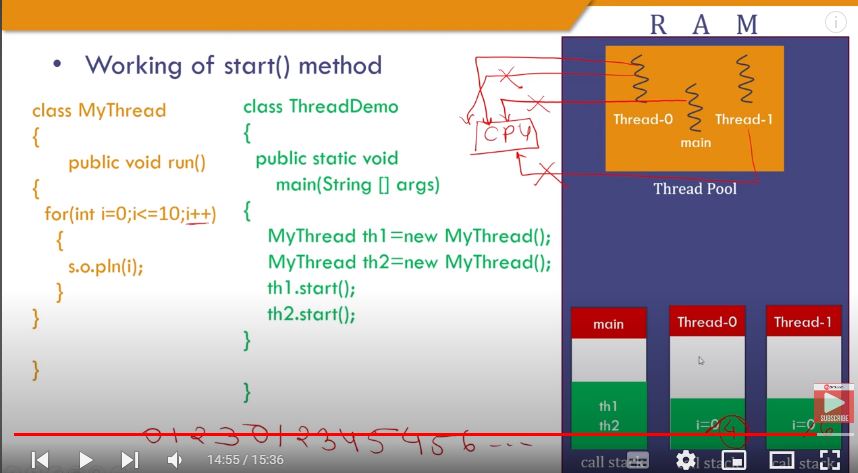 R A M
• Working of start() method
class MyThread
{
public void run()
{
for(int i=0;i<=10;i++)
{
s.o.pln(i);
}
}
}
class ThreadDemo
{
public static void
main(String [] args)
{
MyThread th1=new MyThread();
MyThread th2=new MyThread();
th1.start();
th2.start();
}
}
CPU
Thread-0
main
Thread-1
Thread Pool
main
th1
th2
call stack
Thread-0
i=0 4
Thread-1
i=0
call stack
SUBSCRIBE
0 1 2 3 0 1 2 3 4 5 4 5 6 ---
14:55 / 15:36